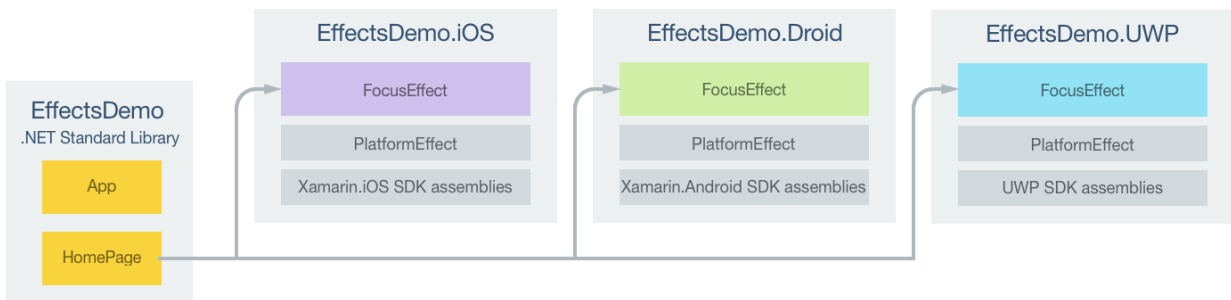 EffectsDemo
.NET Standard Library
App
HomePage
EffectsDemo.iOS
FocusEffect
PlatformEffect
Xamarin.iOS SDK assemblies
EffectsDemo.Droid
FocusEffect
PlatformEffect
Xamarin.Android SDK assemblies
EffectsDemo.UWP
FocusEffect
PlatformEffect
UWP SDK assemblies